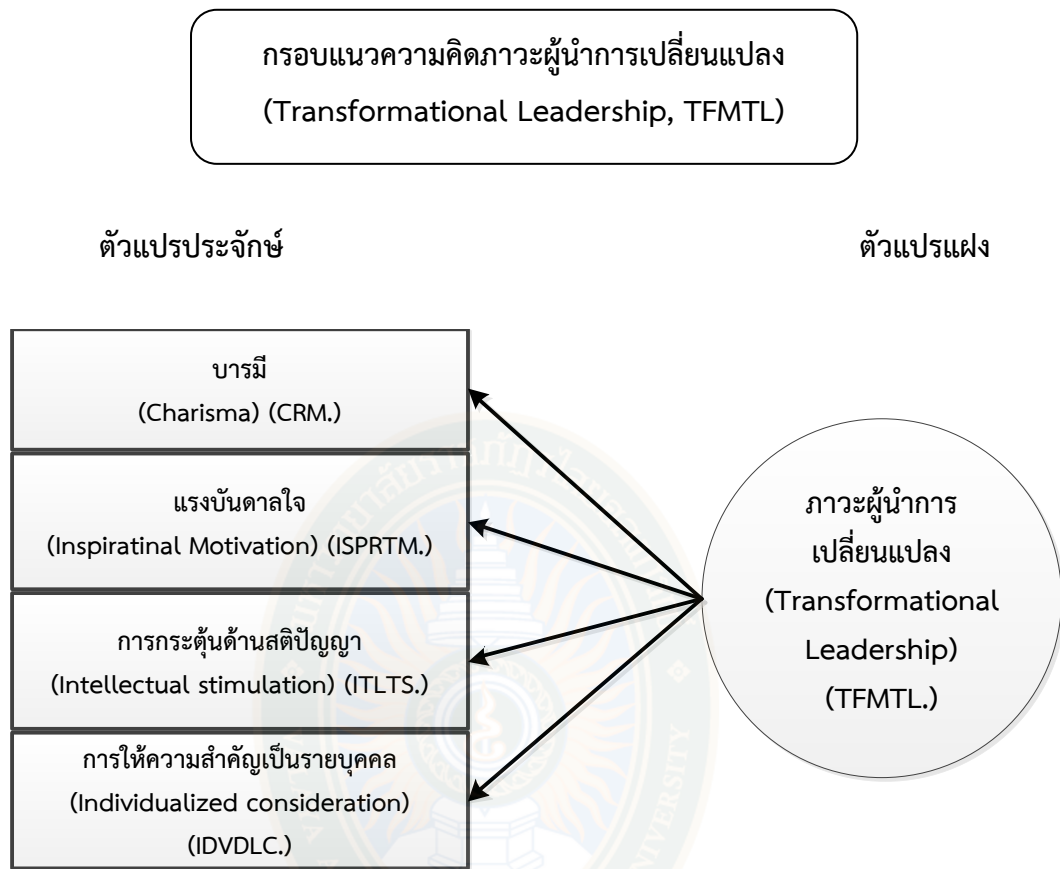 กรอบแนวความคิดภาวะผู้นำการเปลี่ยนแปลง
(Transformational Leadership, TFMTL)
ตัวแปรประจักษ์
ตัวแปรแฝง
บารมี
(Charisma) (CRM.)
แรงบันดาลใจ
(Inspiratinal Motivation) (ISPRTM.)
การกระตุ้นด้านสติปัญญา
(Intellectual stimulation) (ITLTS.)
การให้ความสำคัญเป็นรายบุคคล
(Individualized consideration)
(IDVDLC.)
ภาวะผู้นำการ
เปลี่ยนแปลง
(Transformational
Leadership)
(TFMTL.)